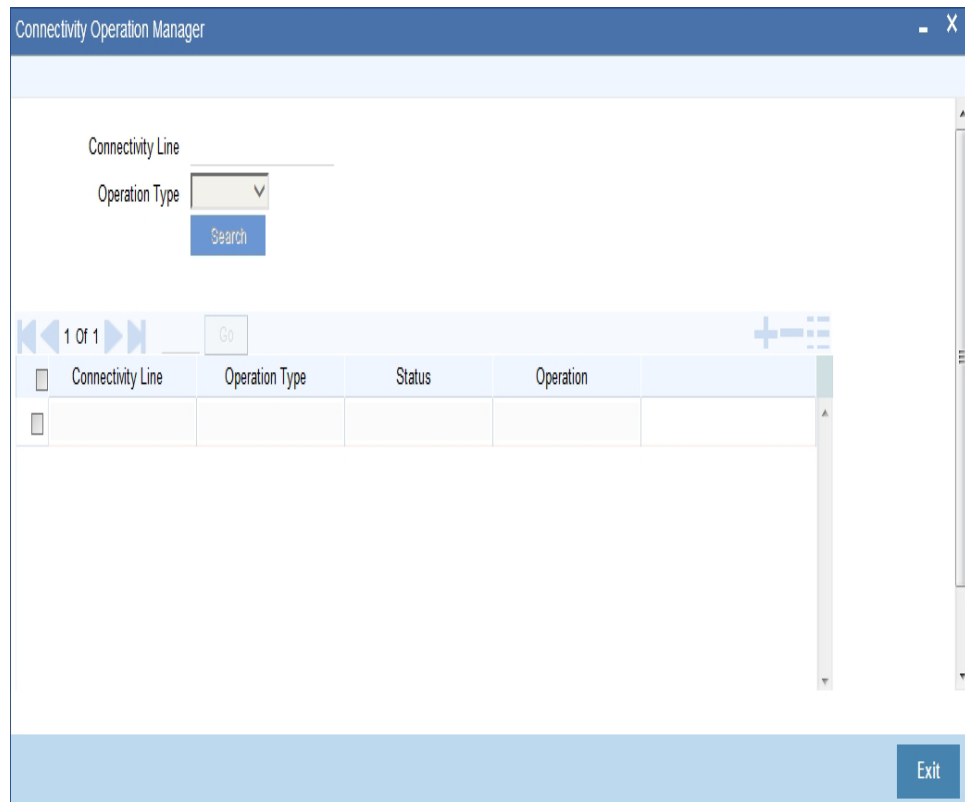 Connectivity Operation Manager
Connectivity Line
Operation Type
Search
1 Of 1 Go
Connectivity Line Operation Type Status Operation
Exit